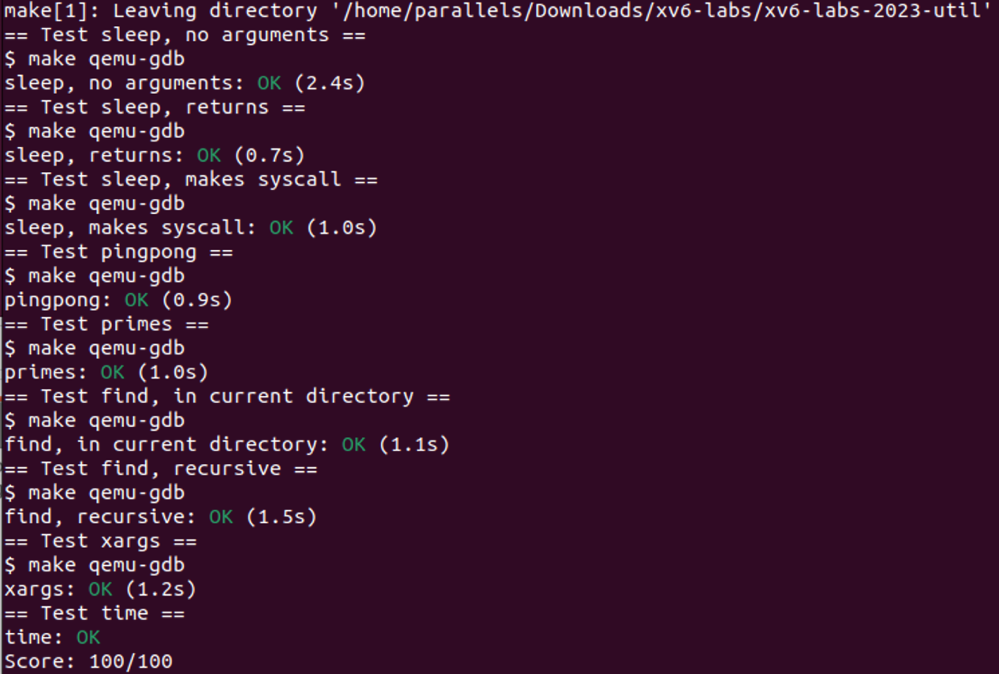 make[1]: Leaving directory '/home/parallels/Downloads/xv6-labs/xv6-labs-2023-util'
== Test sleep, no arguments ==
$ make qemu-gdb
sleep, no arguments: OK (2.4s)
== Test sleep, returns ==
$ make qemu-gdb
sleep, returns: OK (0.7s)
== Test sleep, makes syscall ==
$ make qemu-gdb
sleep, makes syscall: OK (1.0s)
== Test pingpong ==
$ make qemu-gdb
pingpong: OK (0.9s)
== Test primes ==
$ make qemu-gdb
primes: OK (1.0s)
== Test find, in current directory ==
$ make qemu-gdb
find, in current directory: OK (1.1s)
== Test find, recursive ==
$ make qemu-gdb
find, recursive: OK (1.5s)
== Test xargs ==
$ make qemu-gdb
xargs: OK (1.2s)
== Test time ==
time: OK
Score: 100/100